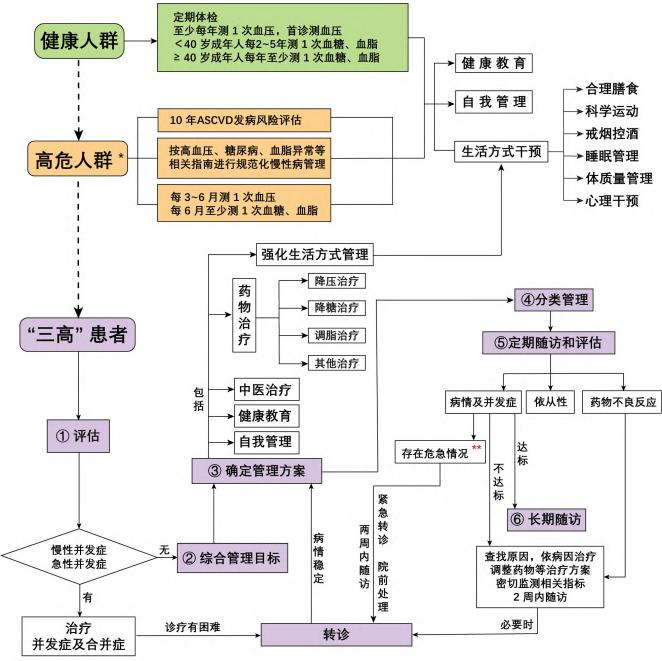 健康人群
定期体检
至少每年测 1 次血压，首诊测血压
＜40 岁成年人每2~5年测 1 次血糖、血脂
≥ 40 岁成年人每年至少测 1 次血糖、血脂
健康教育
自我管理
生活方式干预
合理膳食
科学运动
戒烟控酒
睡眠管理
体质量管理
心理干预
高危人群*
10 年ASCVD发病风险评估
按高血压、糖尿病、血脂异常等
相关指南进行规范化慢性病管理
每 3~6 月测 1 次血压
每 6 月至少测 1 次血糖、血脂
“三高” 患者
① 评估
慢性并发症
急性并发症
无
有
治疗
并发症及合并症
诊疗有困难
② 综合管理目标
③ 确定管理方案
包括
强化生活方式管理
药物治疗
降压治疗
降糖治疗
调脂治疗
其他治疗
中医治疗
健康教育
自我管理
病情稳定
转诊
④分类管理
⑤定期随访和评估
病情及并发症
依从性
药物不良反应
存在危急情况**
紧急转诊 院前处理
两周内随访
不达标
达标
⑥ 长期随访
查找原因，依病因治疗
调整药物等治疗方案
密切监测相关指标
2 周内随访
必要时